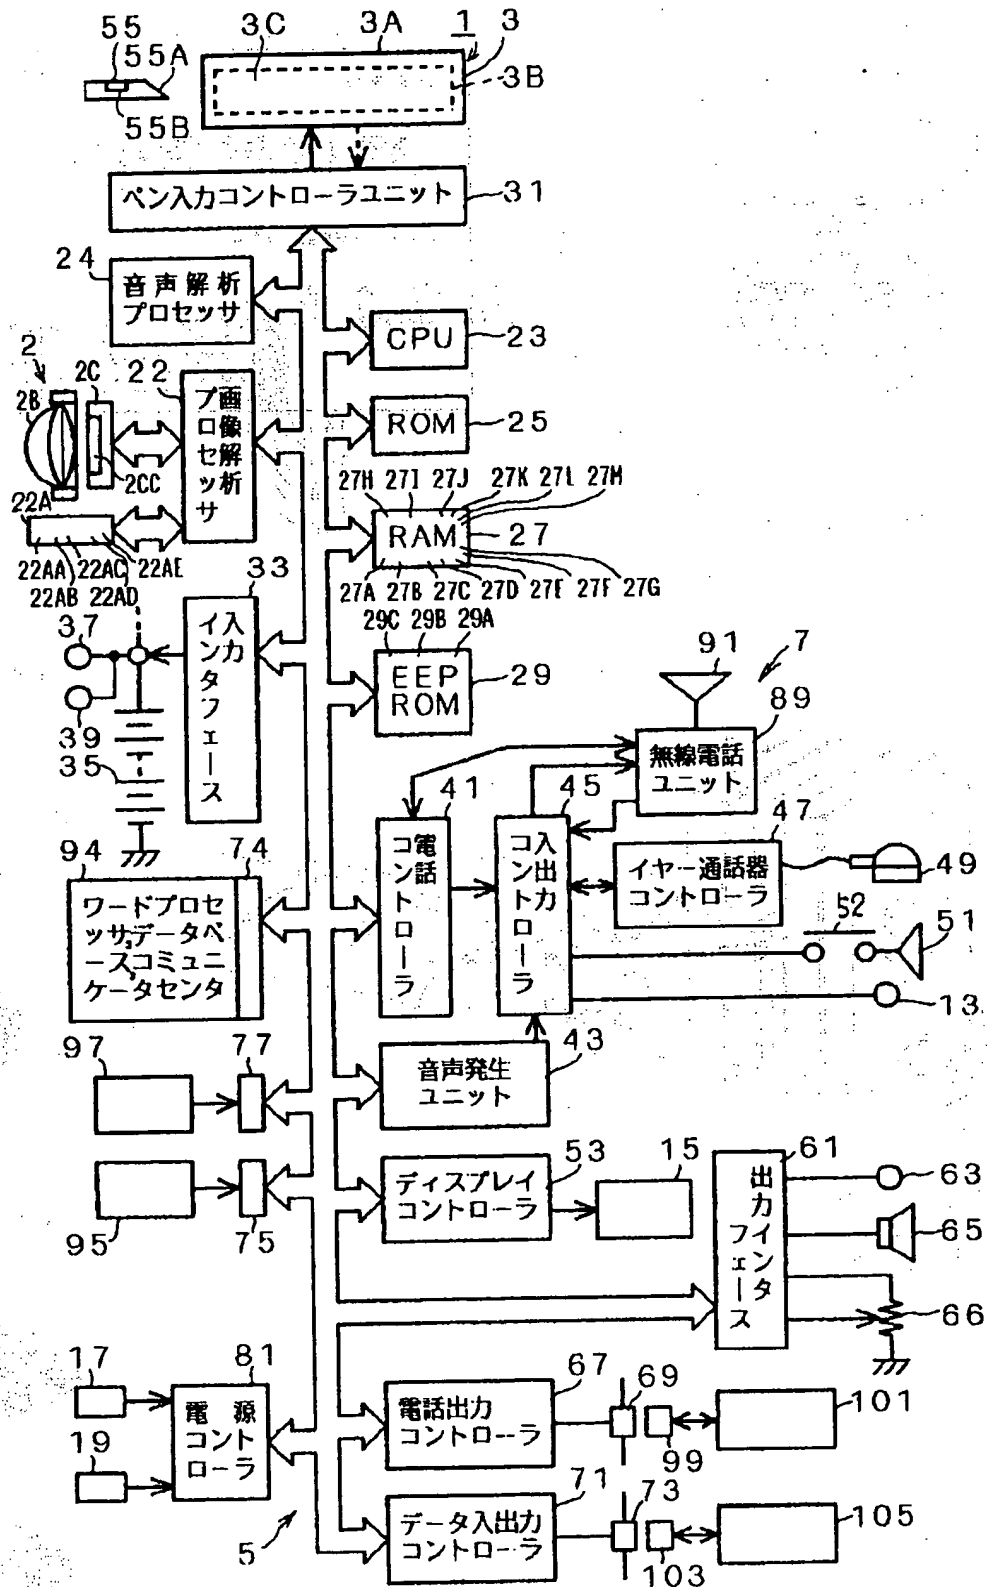 55
55A
55B
3C
3A
1
3
3B
ペン入力コントローラユニット
31
24
音声解析
プロセッサ
CPU
23
2
2B
2C
2CC
22
画像解析
プロセッサ
ROM
25
22A
22AA
22AB
22AC
22AD
22AE
27H
27I
27J
27K
27L
27M
RAM
27
27A
27B
27C
27D
27E
27F
27G
33
入力
インタフェース
37
39
35
29C
29B
29A
EEP
ROM
29
91
7
89
無線電話
ユニット
41
電話
コントローラ
45
入出力
コントローラ
47
イヤー通話器
コントローラ
49
52
51
13
94
74
ワードプロセ
ッサ,データベ
ース,コミュニ
ケータセンタ
97
77
43
音声発生
ユニット
95
75
53
ディスプレイ
コントローラ
15
61
出力インタ
フェース
63
65
66
17
19
81
電源
コント
ローラ
67
電話出力
コントローラ
69
99
101
71
データ入出力
コントローラ
73
103
105
5